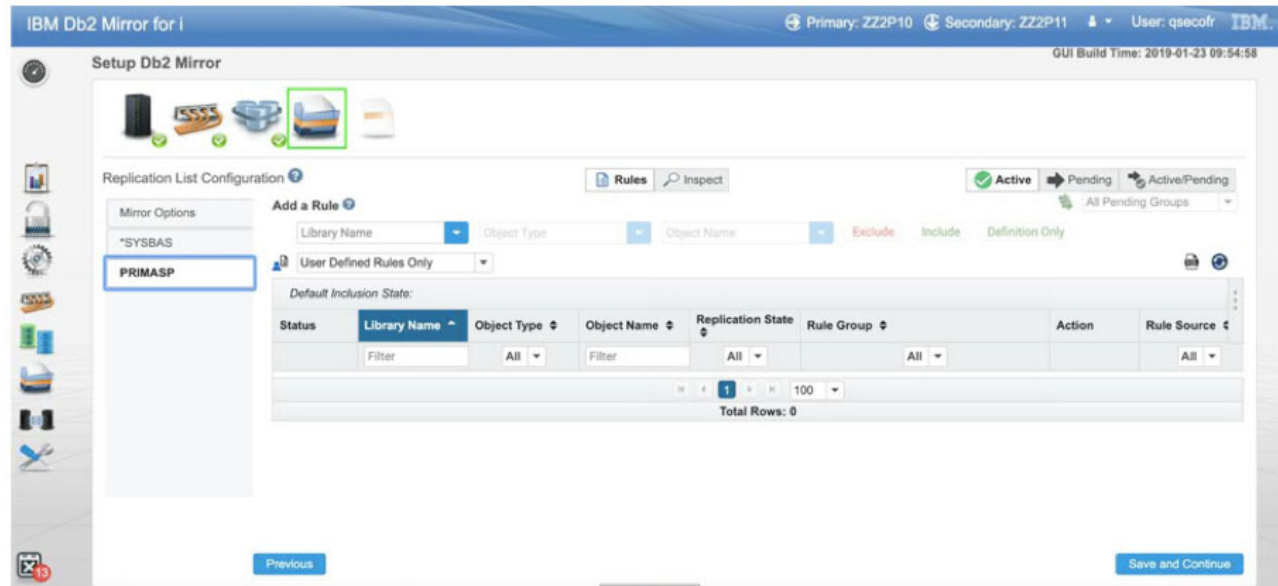 IBM Db2 Mirror for i
Primary: ZZ2P10 Secondary: ZZ2P11 User: qsecofr IBM.
GUI Build Time: 2019-01-23 09:54:58
Setup Db2 Mirror
Replication List Configuration ?
Rules Inspect
Active Pending Active/Pending
All Pending Groups
Mirror Options
*SYSBAS
PRIMASP
Add a Rule ?
Library Name Object Type Object Name Exclude Include Definition Only
User Defined Rules Only
Default Inclusion State:
Status Library Name Object Type Object Name Replication State Rule Group Action Rule Source
Filter All Filter All All All
1 100
Total Rows: 0
Previous Save and Continue
13